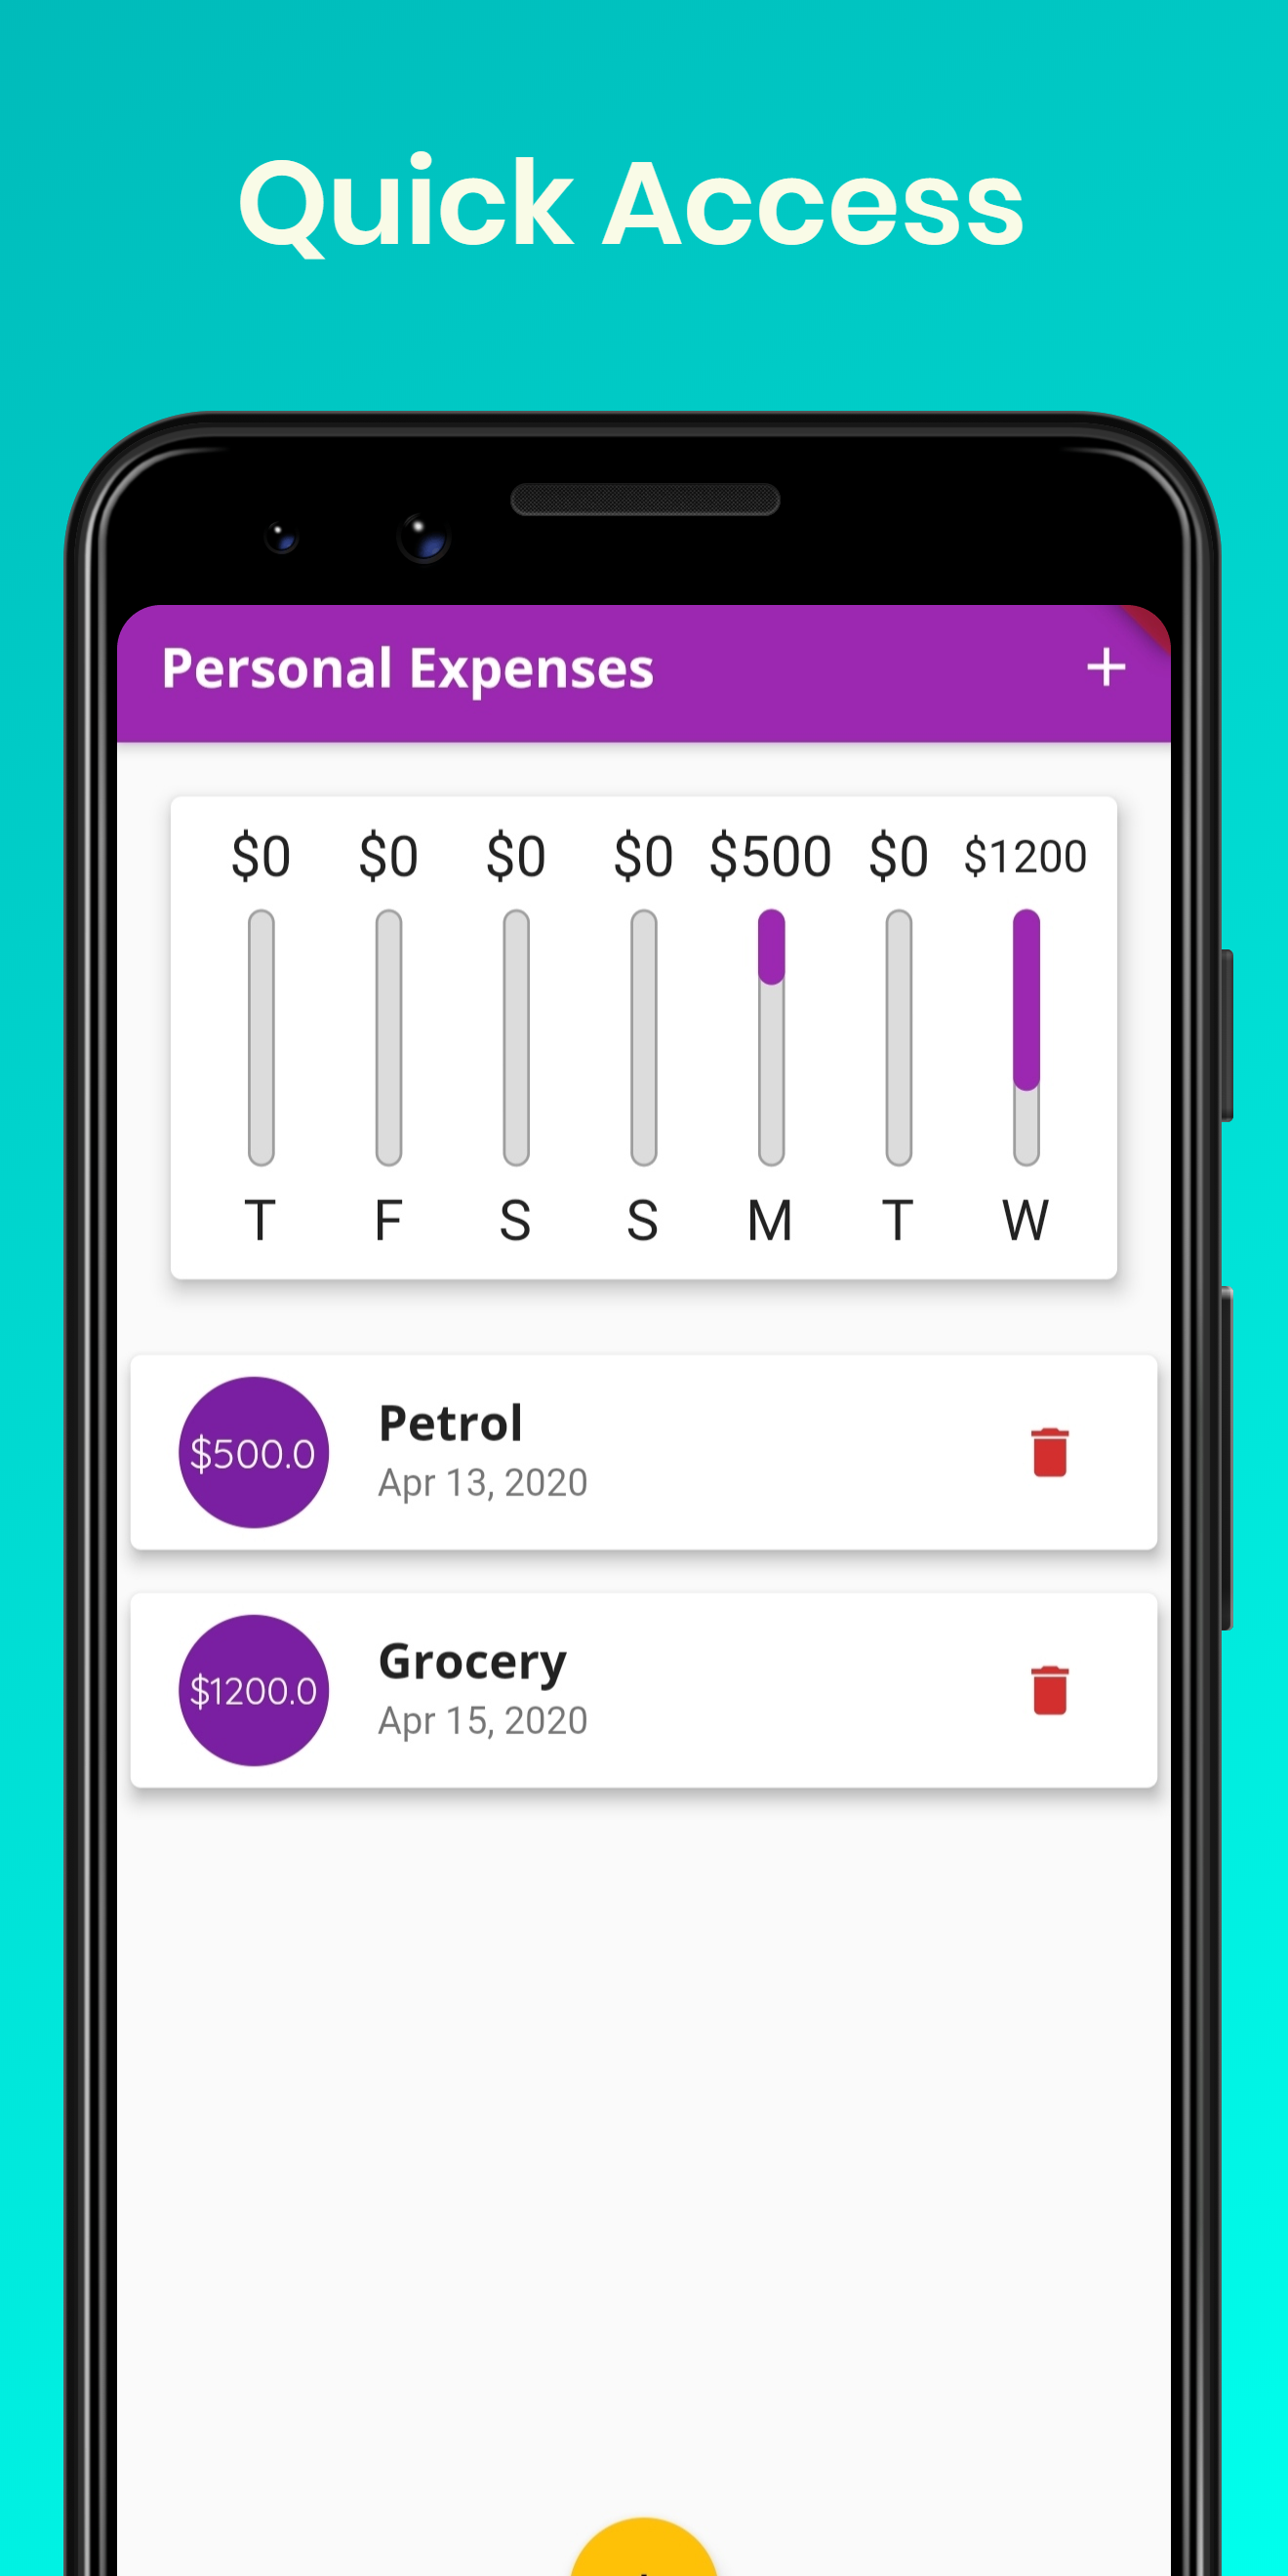 Quick Access
Personal Expenses +
$0 $0 $0 $0 $500 $0 $1200
T F S S M T W
$500.0
Petrol
Apr 13, 2020
$1200.0
Grocery
Apr 15, 2020